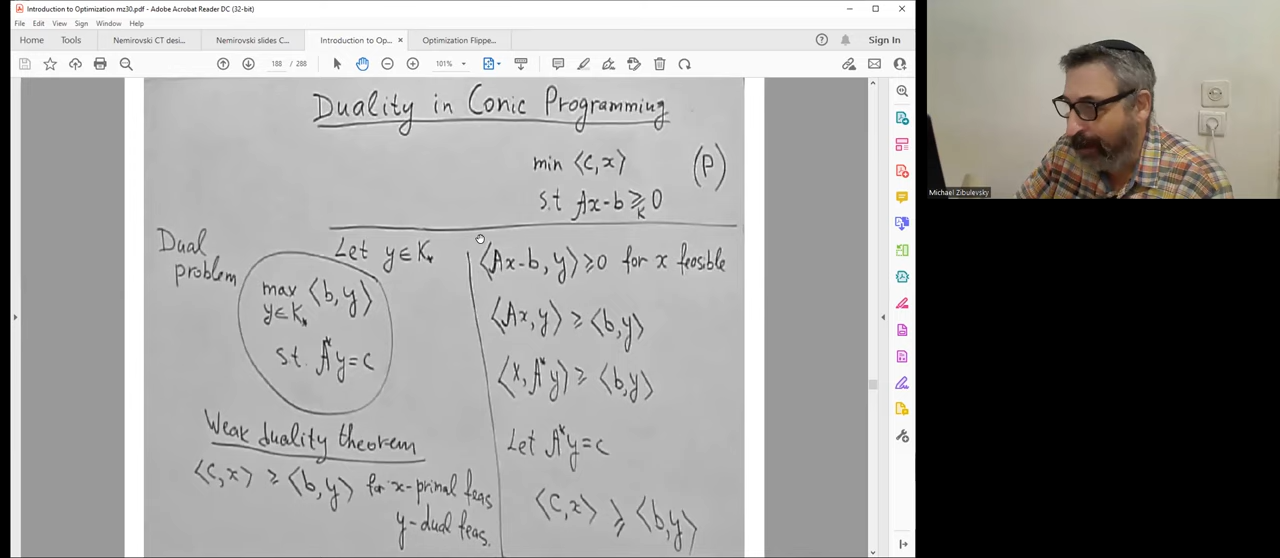 Introduction to Optimization mz30.pdf - Adobe Acrobat Reader DC (32-bit)
File Edit View Sign Window Help
Home Tools Nemirovski CT desi... Nemirovski slides C... Introduction to Op... × Optimization Flippe... Sign In
188 / 288 101%
Duality in Conic Programming
min ⟨c, x⟩ (P)
s.t Ax-b ≥_K 0
Dual problem
Let y ∈ K_*
max ⟨b, y⟩
y∈K_*
s.t. A*y = c
Weak duality theorem
⟨c, x⟩ ≥ ⟨b, y⟩ for x-primal feas
y-dual feas.
⟨Ax-b, y⟩ ≥ 0 for x feasible
⟨Ax, y⟩ ≥ ⟨b, y⟩
⟨x, A*y⟩ ≥ ⟨b, y⟩
Let A*y = c
⟨c, x⟩ ≥ ⟨b, y⟩
Michael Zibulevsky